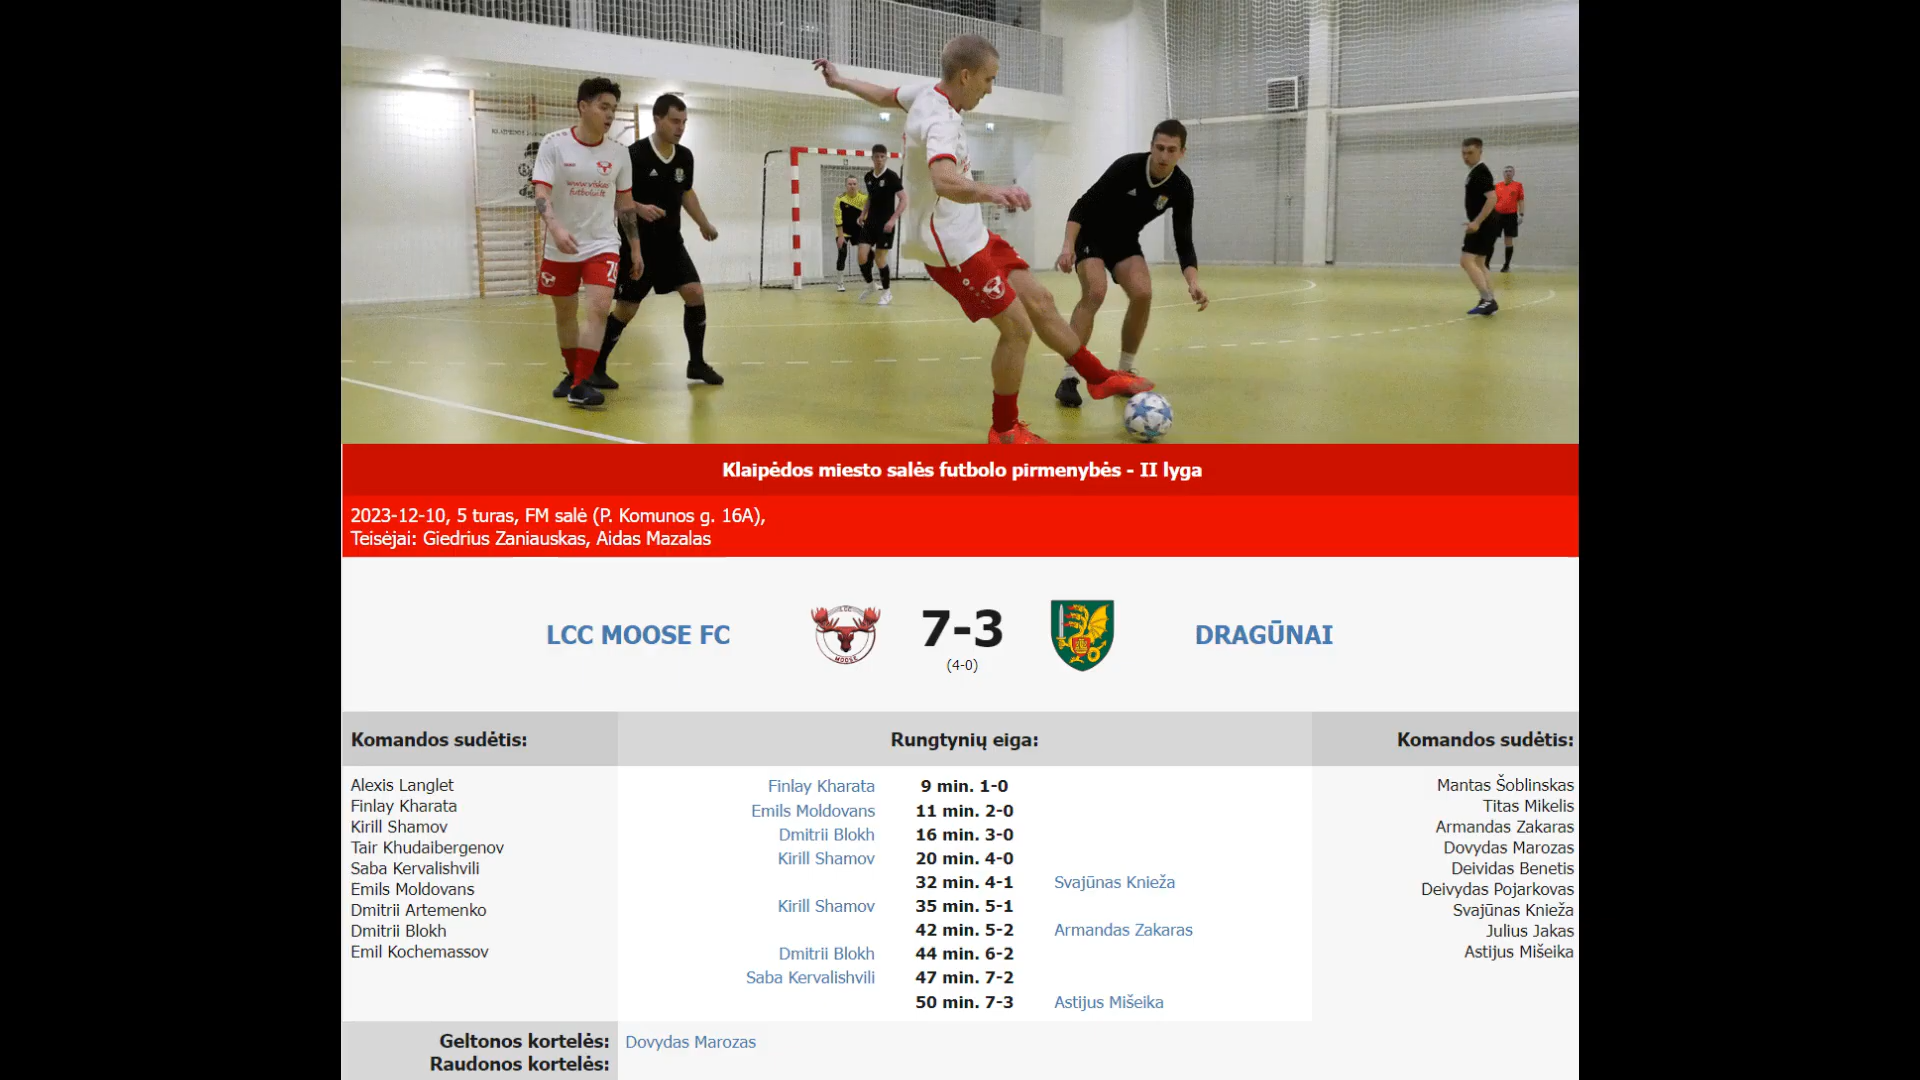 www.viskas
futbolui.lt
Klaipėdos miesto salės futbolo pirmenybės - II lyga
2023-12-10, 5 turas, FM salė (P. Komunos g. 16A),
Teisėjai: Giedrius Zaniauskas, Aidas Mazalas
LCC MOOSE FC
LCC
MOOSE
7-3
(4-0)
DRAGŪNAI
Komandos sudėtis:
Rungtynių eiga:
Komandos sudėtis:
Alexis Langlet
Finlay Kharata
Kirill Shamov
Tair Khudaibergenov
Saba Kervalishvili
Emils Moldovans
Dmitrii Artemenko
Dmitrii Blokh
Emil Kochemassov
Finlay Kharata 9 min. 1-0
Emils Moldovans 11 min. 2-0
Dmitrii Blokh 16 min. 3-0
Kirill Shamov 20 min. 4-0
32 min. 4-1 Svajūnas Knieža
Kirill Shamov 35 min. 5-1
42 min. 5-2 Armandas Zakaras
Dmitrii Blokh 44 min. 6-2
Saba Kervalishvili 47 min. 7-2
50 min. 7-3 Astijus Mišeika
Mantas Šoblinskas
Titas Mikelis
Armandas Zakaras
Dovydas Marozas
Deividas Benetis
Deivydas Pojarkovas
Svajūnas Knieža
Julius Jakas
Astijus Mišeika
Geltonos kortelės: Dovydas Marozas
Raudonos kortelės: